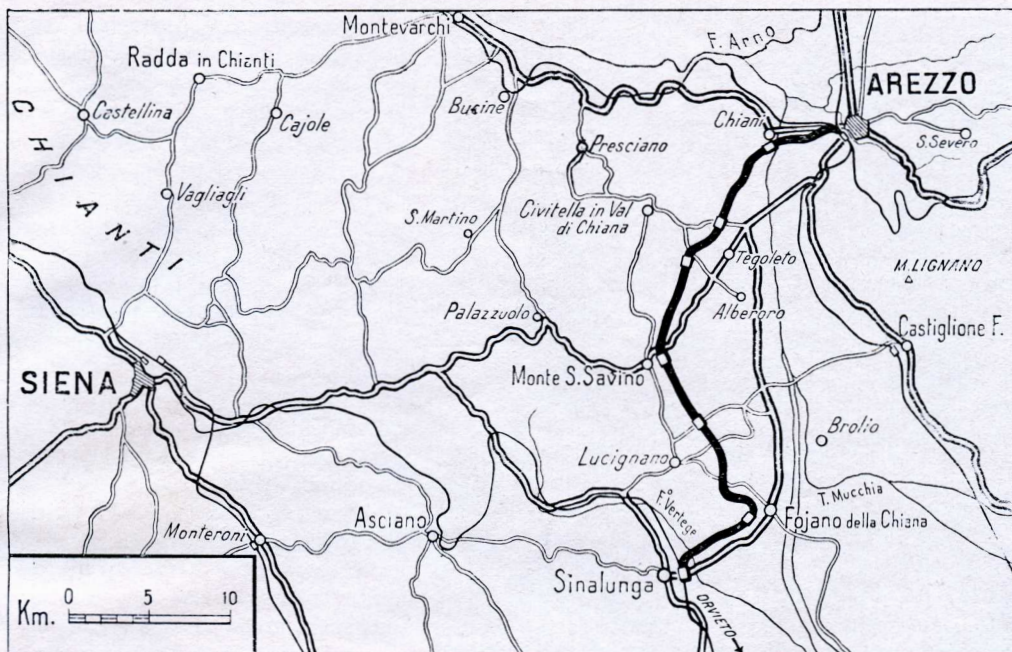 Montevarchi
F. Arno
Radda in Chianti
AREZZO
Castellina
Cajole
Bucine
Chiani
S. Severo
Presciano
CHIANTI
Vagliagli
S. Martino
Civitella in Val
di Chiana
Tegoleto
M. LIGNANO
Alberoro
Palazzuolo
Castiglione F.
SIENA
Monte S. Savino
Brolio
Lucignano
T. Mucchia
F.º Vertege
Asciano
Fojano della Chiana
Monteroni
Sinalunga
ORVIETO
Km. 0 5 10